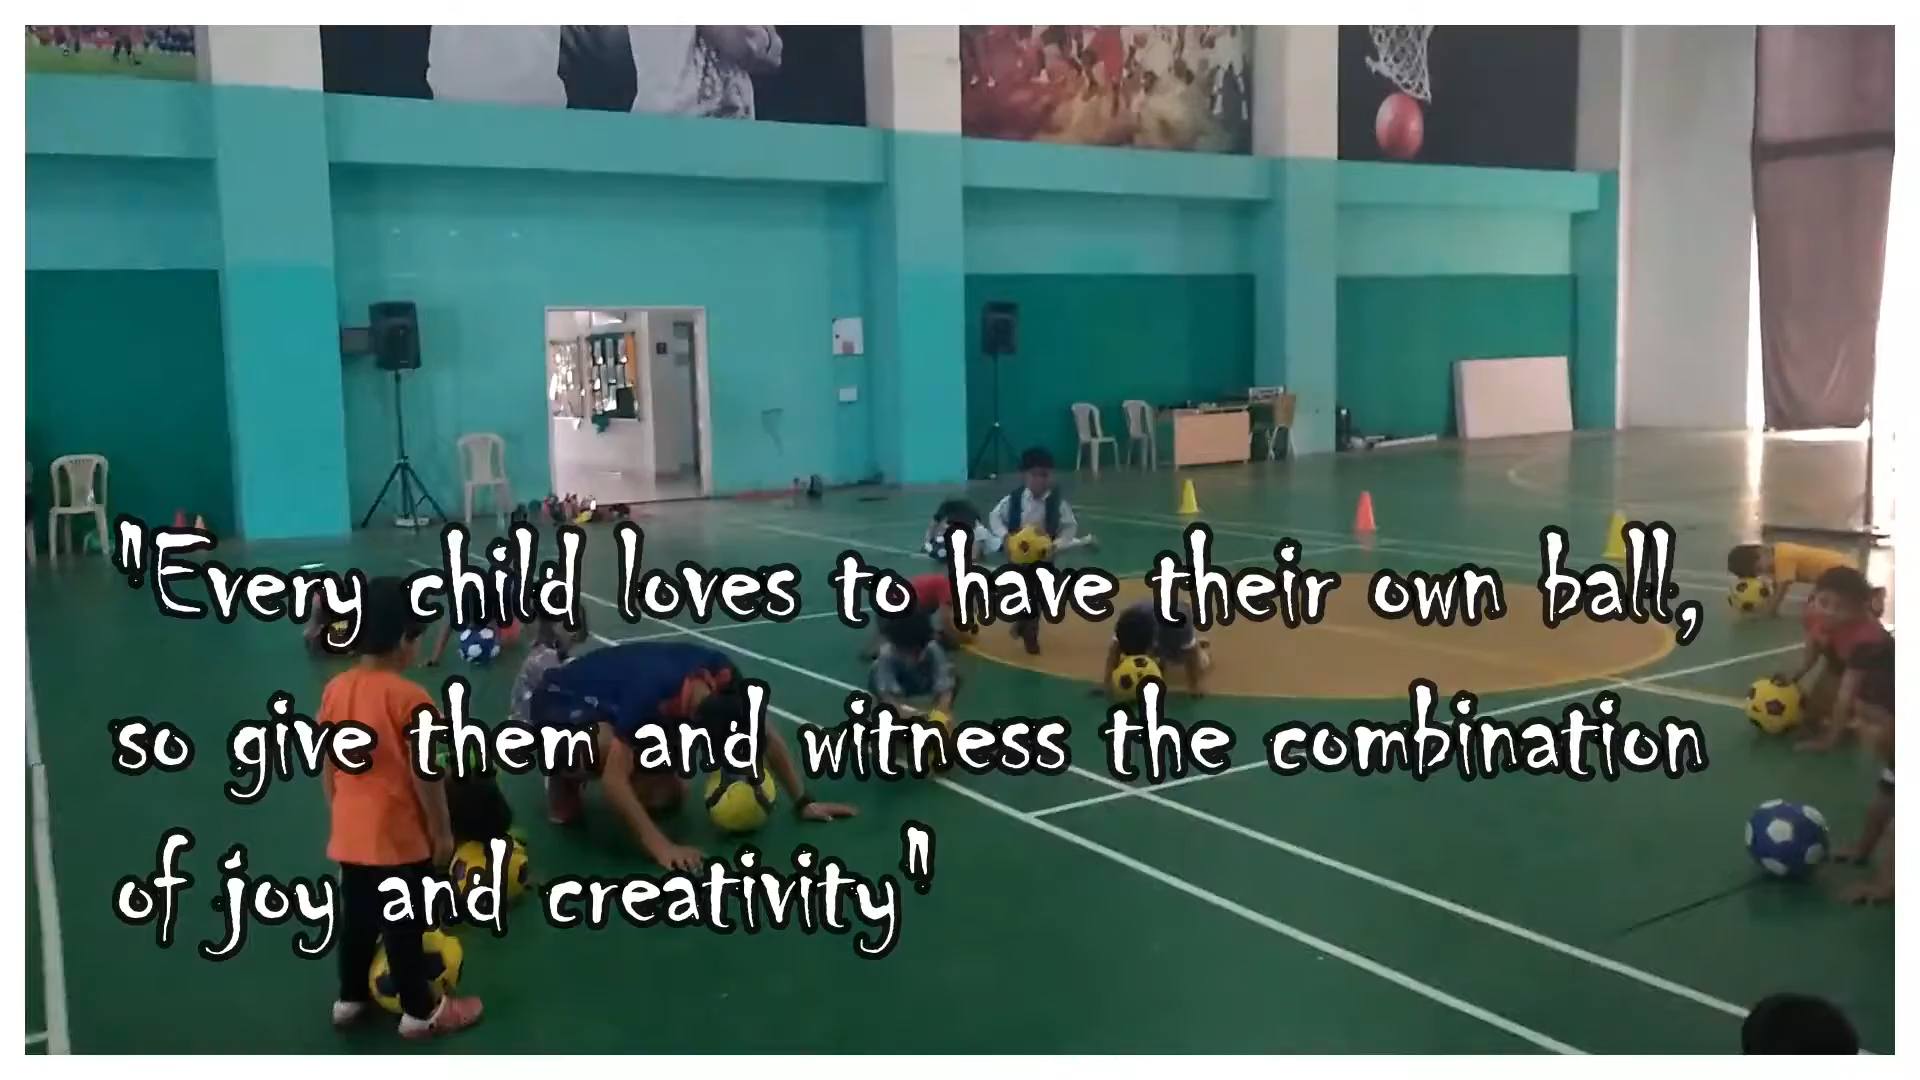 "Every child loves to have their own ball,
so give them and witness the combination
of joy and creativity"